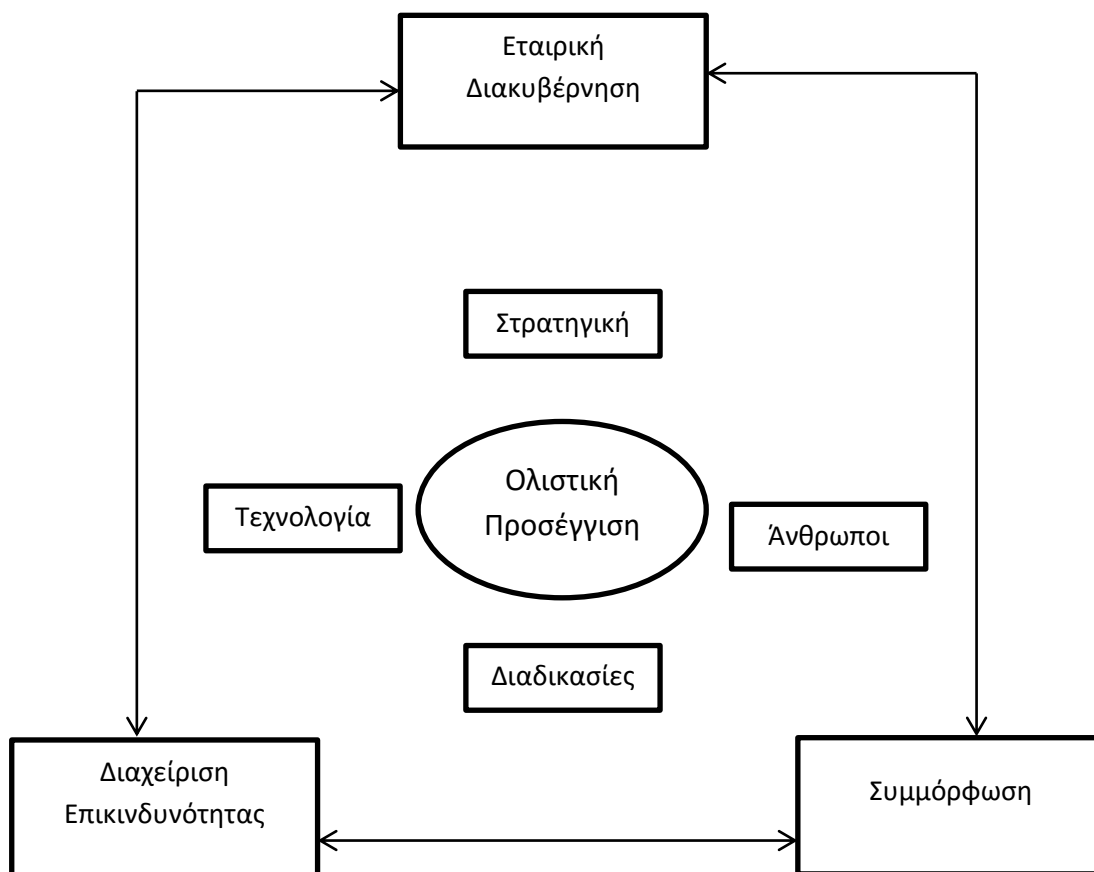 Εταιρική
Διακυβέρνηση
Στρατηγική
Ολιστική
Προσέγγιση
Τεχνολογία
Άνθρωποι
Διαδικασίες
Διαχείριση
Επικινδυνότητας
Συμμόρφωση